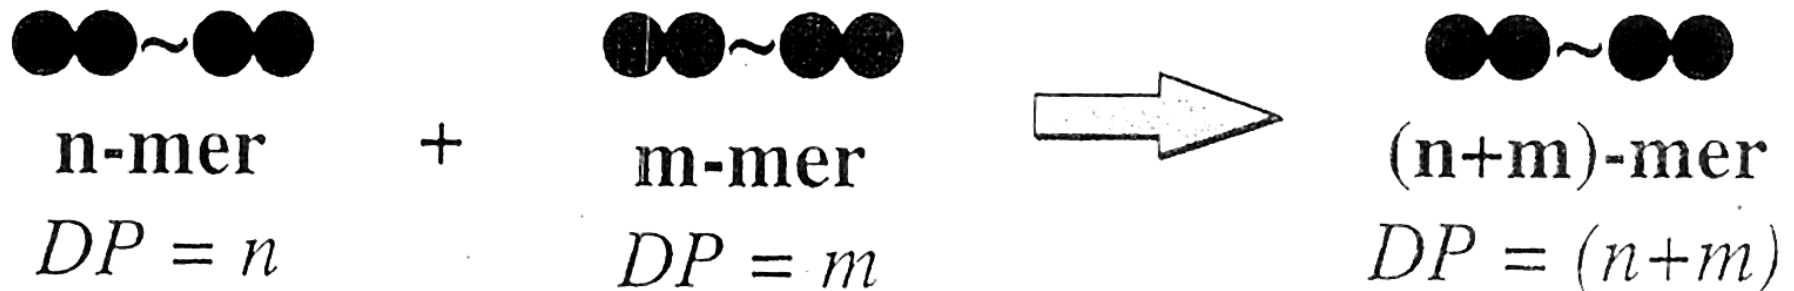 n-mer + m-mer (n+m)-mer
DP = n DP = m DP = (n+m)